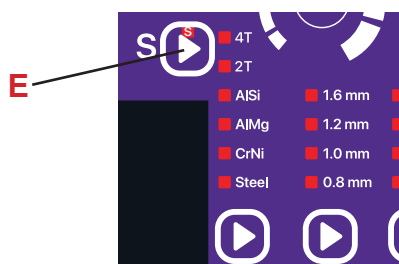 S S 4T
E 2T
AlSi 1.6 mm
AlMg 1.2 mm
CrNi 1.0 mm
Steel 0.8 mm